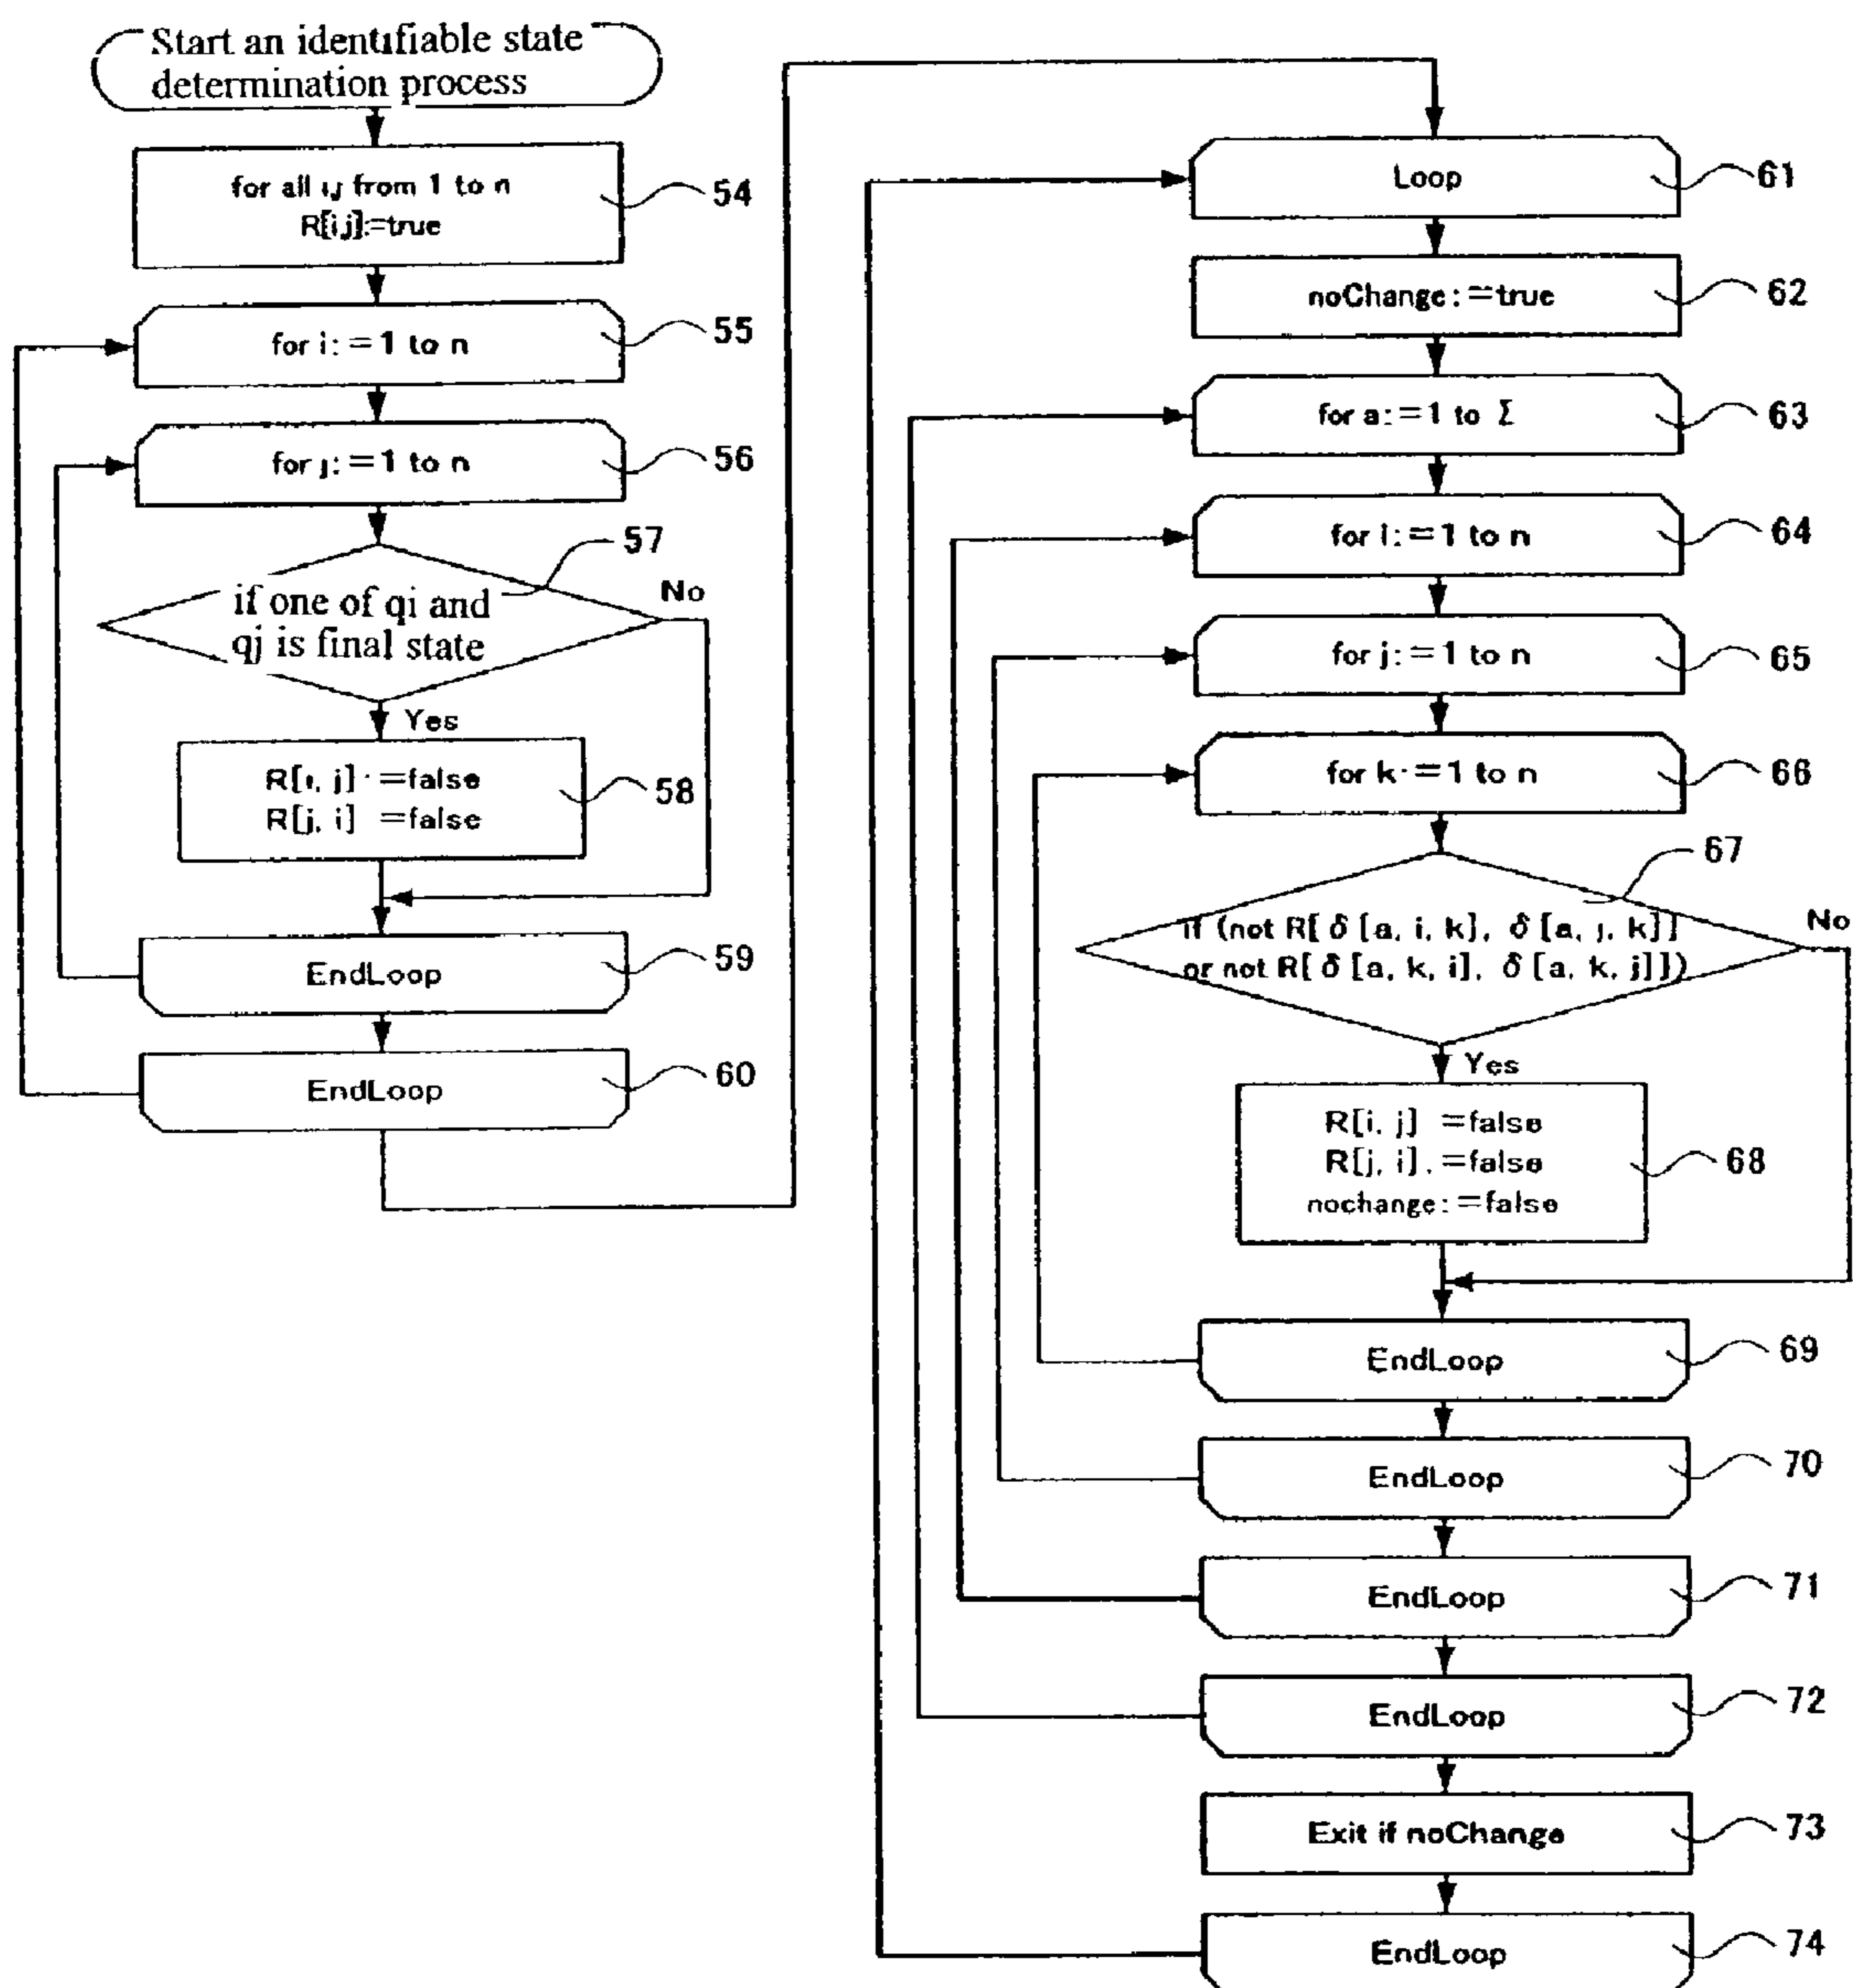 Start an identifiable state
determination process
for all i,j from 1 to n
R[i,j]:=true
54
for i:=1 to n
55
for j:=1 to n
56
57
if one of qi and
qj is final state
No
Yes
R[i, j]:=false
R[j, i] =false
58
EndLoop
59
EndLoop
60
Loop
61
noChange:=true
62
for a:=1 to Σ
63
for i:=1 to n
64
for j:=1 to n
65
for k:=1 to n
66
67
if (not R[δ[a, i, k], δ[a, j, k]]
or not R[δ[a, k, i], δ[a, k, j]])
No
Yes
R[i, j] =false
R[j, i].=false
nochange:=false
68
EndLoop
69
EndLoop
70
EndLoop
71
EndLoop
72
Exit if noChange
73
EndLoop
74